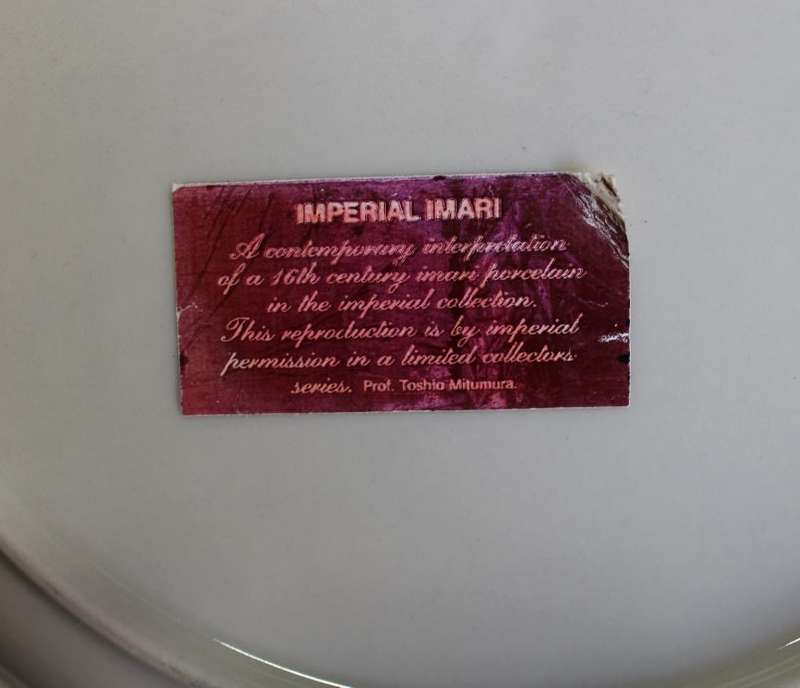 IMPERIAL IMARI
A contemporary interpretation
of a 16th century imari porcelain
in the imperial collection.
This reproduction is by imperial
permission in a limited collectors
series. Prof. Toshio Mitumura.